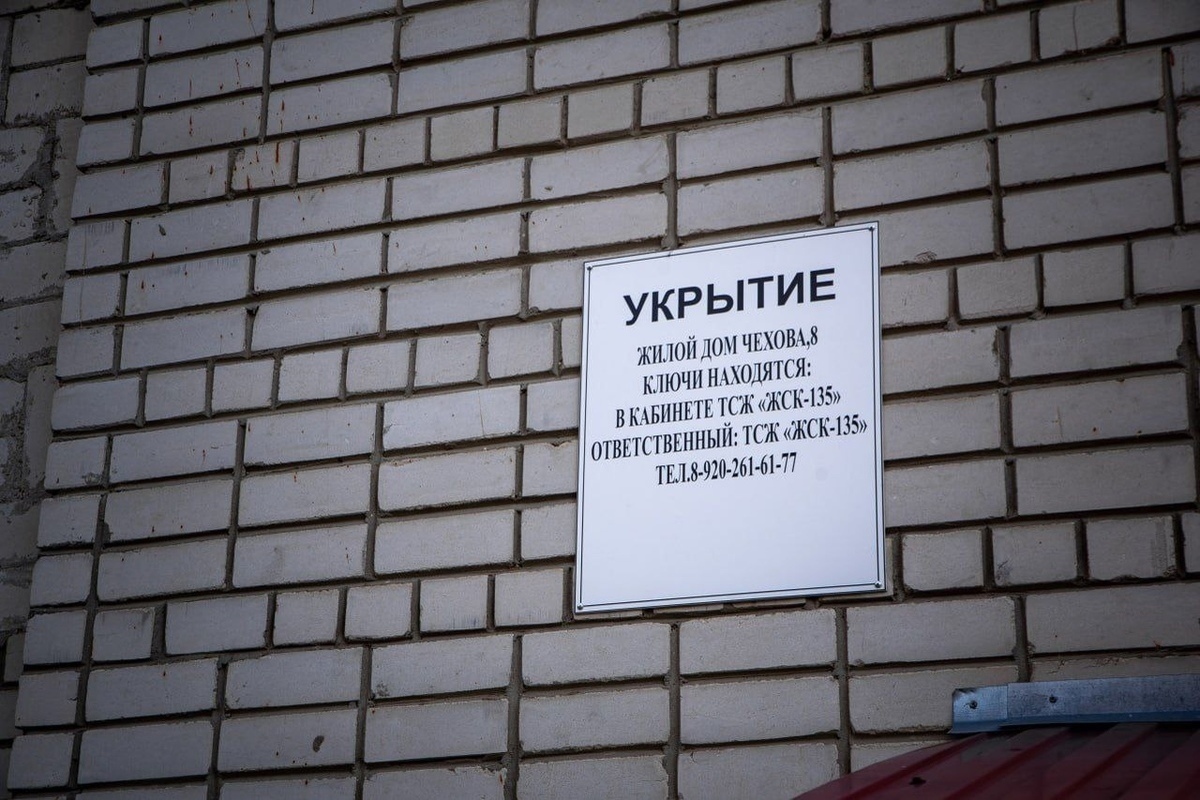 УКРЫТИЕ
ЖИЛОЙ ДОМ ЧЕХОВА,8
КЛЮЧИ НАХОДЯТСЯ:
В КАБИНЕТЕ ТСЖ «ЖСК-135»
ОТВЕТСТВЕННЫЙ: ТСЖ «ЖСК-135»
ТЕЛ.8-920-261-61-77